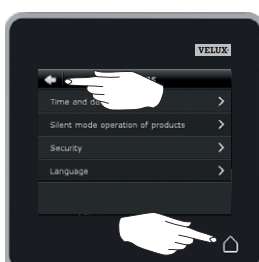 VELUX
Time and da
Silent mode operation of products
Security
Language